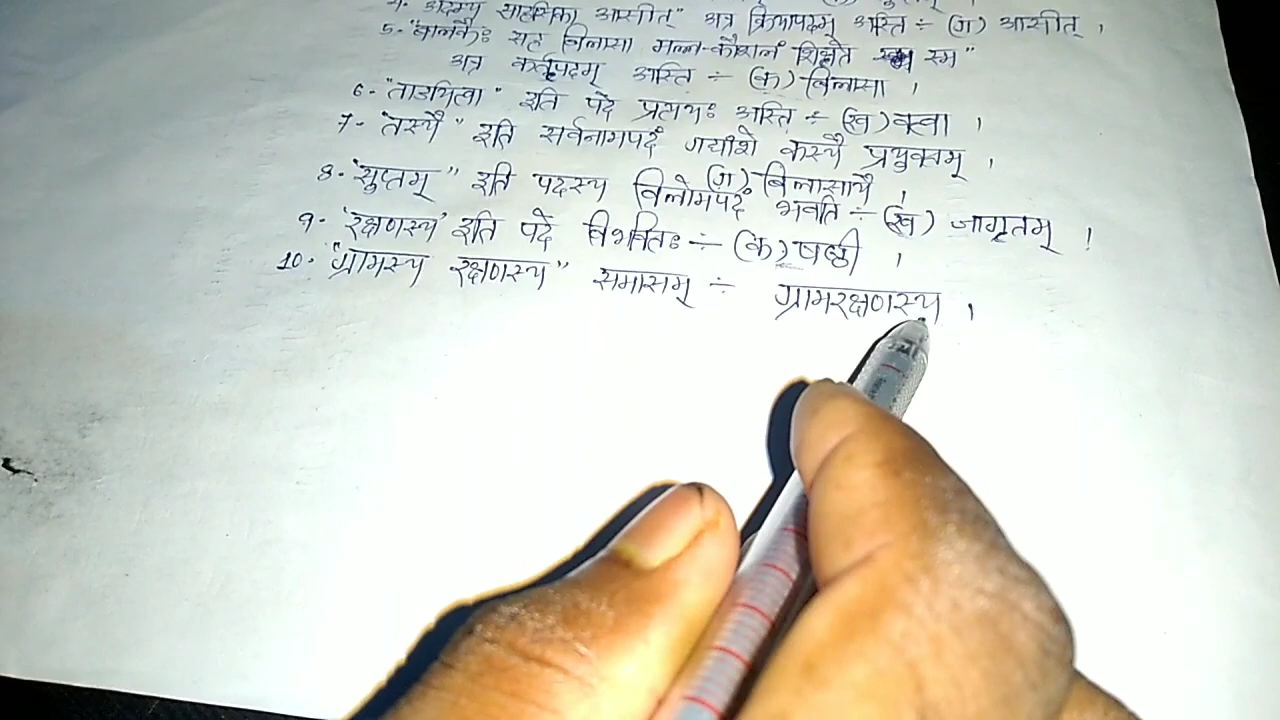 4. अदम्य साहसिका आसीत्" अत्र क्रियापदम् अस्ति ÷ (ग) आसीत् ।
5- "बालकैः सह विलासा मल्ल-कौशलं शिक्षते स्म"
अत्र कर्तृपदम् अस्ति ÷ (क) विलासा ।
6- "ताडयित्वा" इति पदे प्रत्ययः अस्ति ÷ (ख) क्त्वा ।
7- "तस्यै" इति सर्वनामपदं गद्यांशे कस्यै प्रयुक्तम् ।
(ग) विलासायै ।
8- "सुप्तम्" इति पदस्य विलोमपदं भवति ÷ (ख) जागृतम् !
9- 'रक्षणस्य' इति पदे विभक्तिः ÷ (क) षष्ठी ।
10- "ग्रामस्य रक्षणस्य" समासम् ÷ ग्रामरक्षणस्य ।